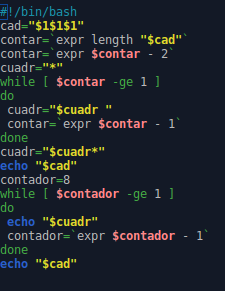 #!/bin/bash
cad="$1$1$1"
contar=`expr length "$cad"`
contar=`expr $contar - 2`
cuadr="*"
while [ $contar -ge 1 ]
do
 cuadr="$cuadr "
 contar=`expr $contar - 1`
done
cuadr="$cuadr*"
echo "$cad"
contador=8
while [ $contador -ge 1 ]
do
 echo "$cuadr"
 contador=`expr $contador - 1`
done
echo "$cad"